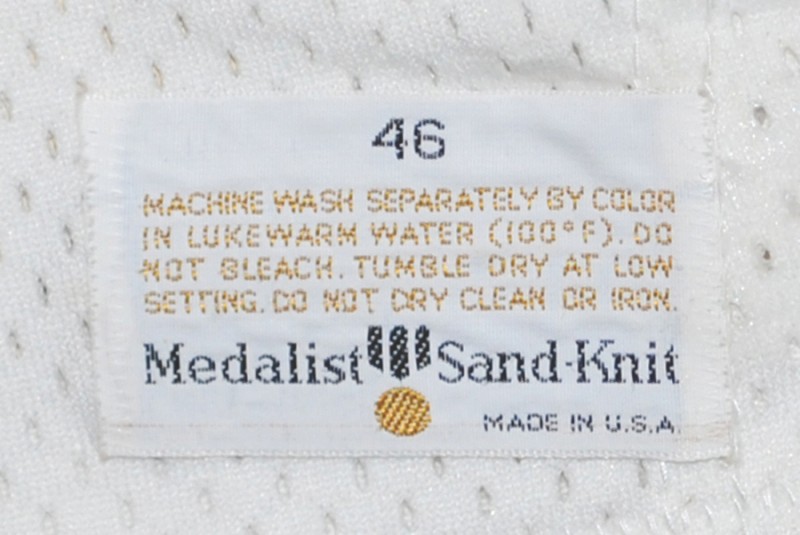 46
MACHINE WASH SEPARATELY BY COLOR
IN LUKEWARM WATER (100°F). DO
NOT BLEACH. TUMBLE DRY AT LOW
SETTING. DO NOT DRY CLEAN OR IRON.
Medalist Sand-Knit
MADE IN U.S.A.